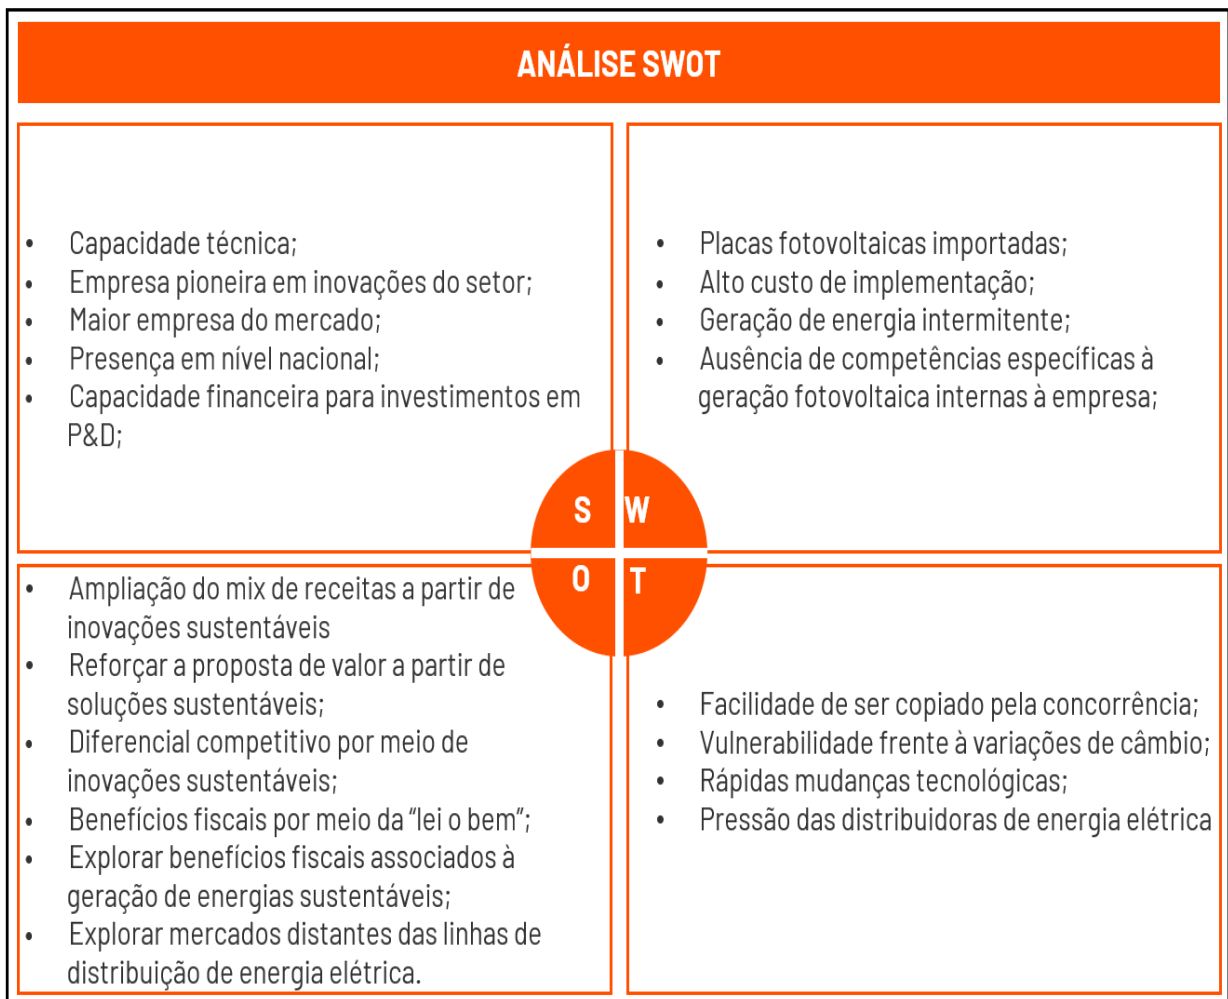 ANÁLISE SWOT
• Capacidade técnica;
• Empresa pioneira em inovações do setor;
• Maior empresa do mercado;
• Presença em nível nacional;
• Capacidade financeira para investimentos em
P&D;
• Placas fotovoltaicas importadas;
• Alto custo de implementação;
• Geração de energia intermitente;
• Ausência de competências específicas à
geração fotovoltaica internas à empresa;
S W
O T
• Ampliação do mix de receitas a partir de
inovações sustentáveis
• Reforçar a proposta de valor a partir de
soluções sustentáveis;
• Diferencial competitivo por meio de
inovações sustentáveis;
• Benefícios fiscais por meio da “lei o bem”;
• Explorar benefícios fiscais associados à
geração de energias sustentáveis;
• Explorar mercados distantes das linhas de
distribuição de energia elétrica.
• Facilidade de ser copiado pela concorrência;
• Vulnerabilidade frente à variações de câmbio;
• Rápidas mudanças tecnológicas;
• Pressão das distribuidoras de energia elétrica